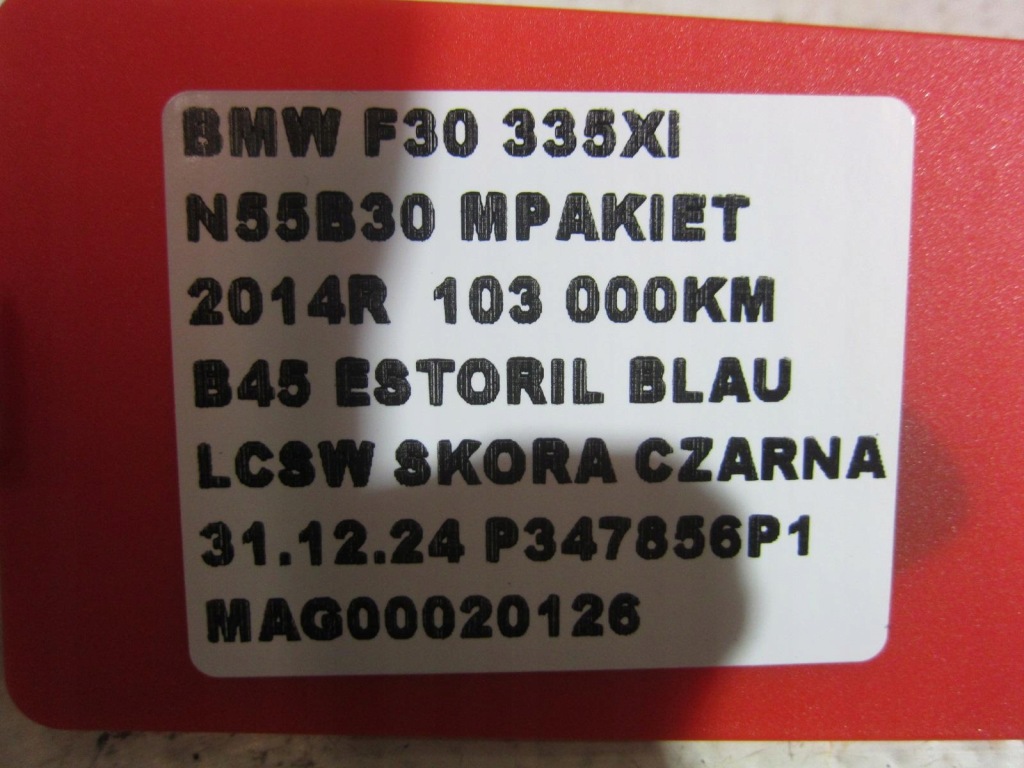 BMW F30 335XI
N55B30 MPAKIET
2014R 103 000KM
B45 ESTORIL BLAU
LCSW SKORA CZARNA
31.12.24 P347856P1
MAG00020126